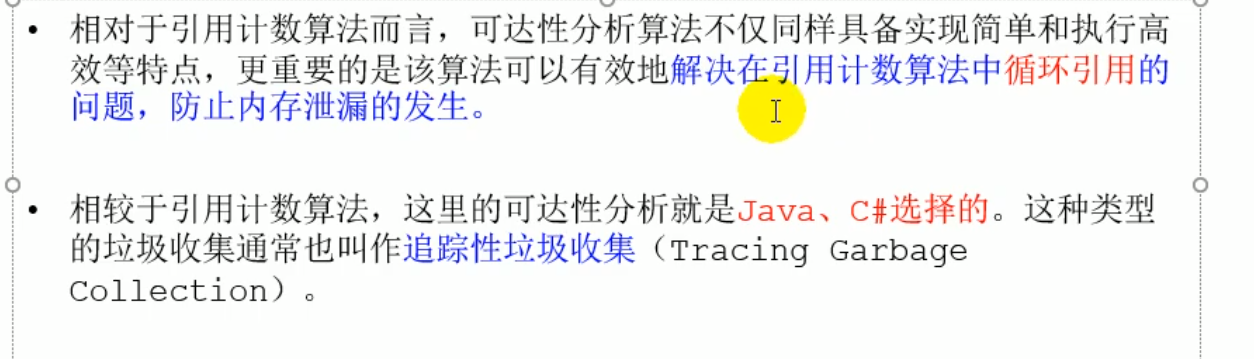 • 相对于引用计数算法而言，可达性分析算法不仅同样具备实现简单和执行高
效等特点，更重要的是该算法可以有效地解决在引用计数算法中循环引用的
问题，防止内存泄漏的发生。
• 相较于引用计数算法，这里的可达性分析就是Java、C#选择的。这种类型
的垃圾收集通常也叫作追踪性垃圾收集（Tracing Garbage
Collection）。